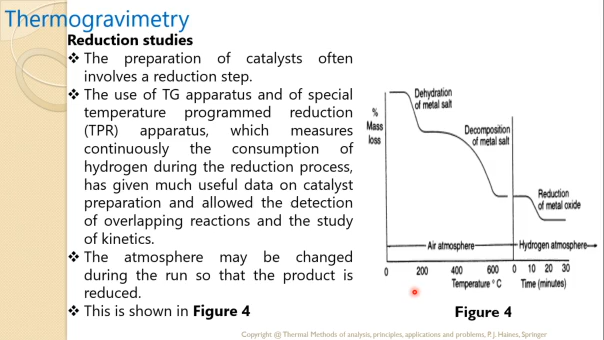 Thermogravimetry
Reduction studies
❖ The preparation of catalysts often
involves a reduction step.
❖ The use of TG apparatus and of special
temperature programmed reduction
(TPR) apparatus, which measures
continuously the consumption of
hydrogen during the reduction process,
has given much useful data on catalyst
preparation and allowed the detection
of overlapping reactions and the study
of kinetics.
❖ The atmosphere may be changed
during the run so that the product is
reduced.
❖ This is shown in Figure 4
%
Mass
loss
Dehydration
of metal salt
Decomposition
of metal salt
Reduction
of metal oxide
Air atmosphere
Hydrogen atmosphere
0 200 400 600 0 10 20 30
Temperature °C Time (minutes)
Figure 4
Copyright @ Thermal Methods of analysis, principles, applications and problems, P. J. Haines, Springer